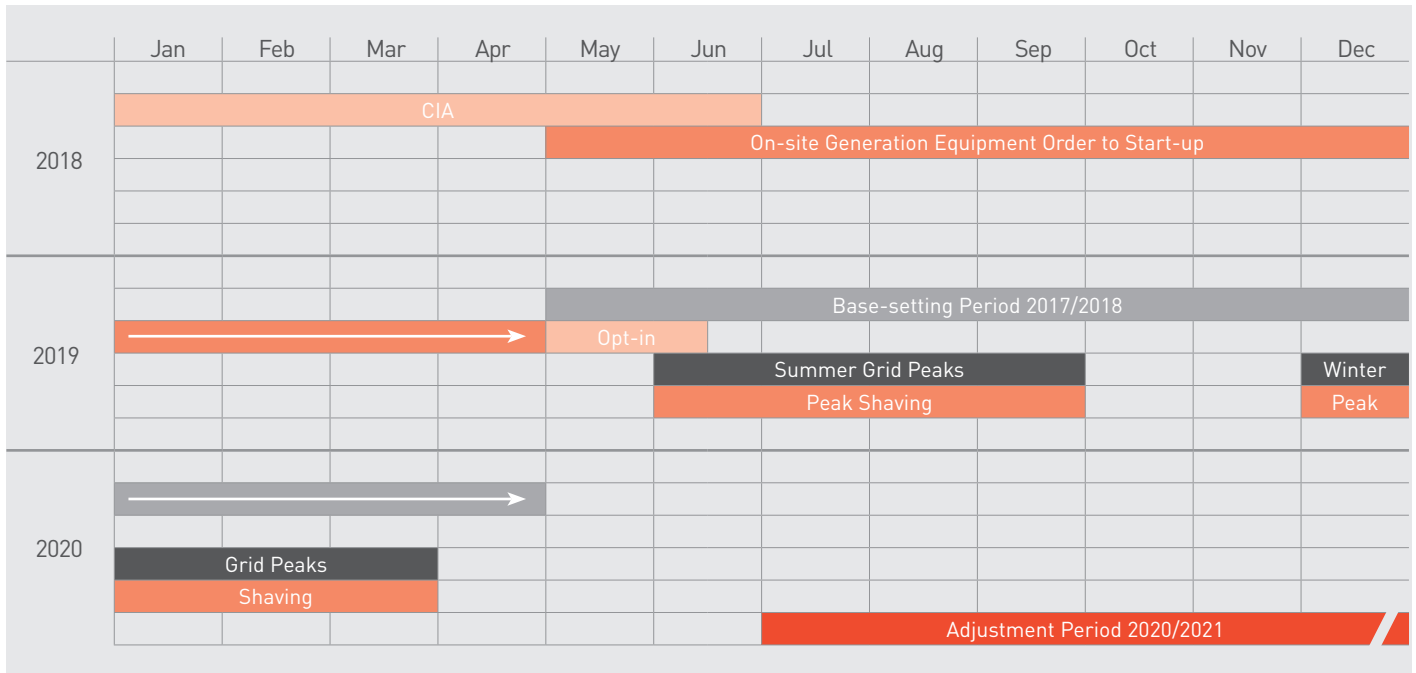 Jan Feb Mar Apr May Jun Jul Aug Sep Oct Nov Dec
2018
CIA
On-site Generation Equipment Order to Start-up
2019
Base-setting Period 2017/2018
Opt-in
Summer Grid Peaks Winter
Peak Shaving Peak
2020
Grid Peaks
Shaving
Adjustment Period 2020/2021